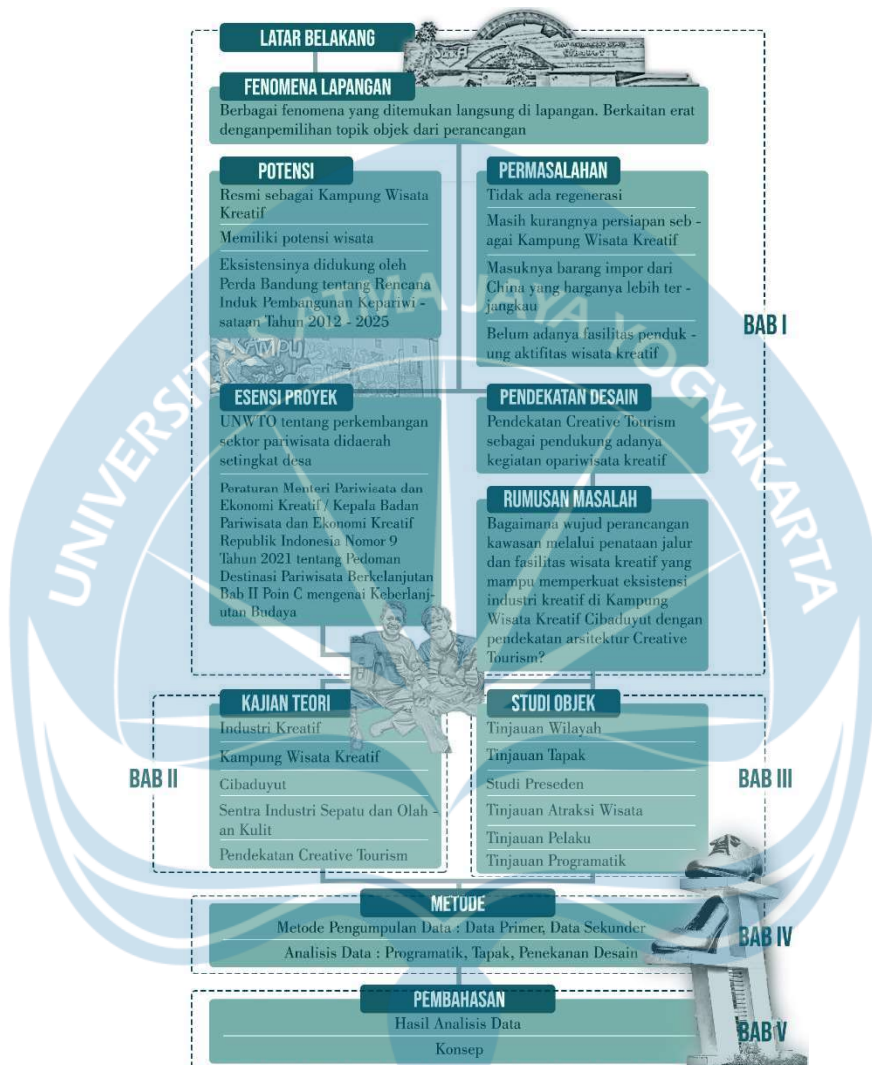 LATAR BELAKANG
FENOMENA LAPANGAN
Berbagai fenomena yang ditemukan langsung di lapangan. Berkaitan erat
denganpemilihan topik objek dari perancangan
POTENSI
Resmi sebagai Kampung Wisata
Kreatif
Memiliki potensi wisata
Eksistensinya didukung oleh
Perda Bandung tentang Rencana
Induk Pembangunan Kepariwi -
sataan Tahun 2012 - 2025
PERMASALAHAN
Tidak ada regenerasi
Masih kurangnya persiapan seb -
agai Kampung Wisata Kreatif
Masuknya barang impor dari
China yang harganya lebih ter -
jangkau
Belum adanya fasilitas penduk -
ung aktifitas wisata kreatif
BAB I
KAMPU
ESENSI PROYEK
UNWTO tentang perkembangan
sektor pariwisata didaerah
setingkat desa
Peraturan Menteri Pariwisata dan
Ekonomi Kreatif / Kepala Badan
Pariwisata dan Ekonomi Kreatif
Republik Indonesia Nomor 9
Tahun 2021 tentang Pedoman
Destinasi Pariwisata Berkelanjutan
Bab II Poin C mengenai Keberlanj-
utan Budaya
PENDEKATAN DESAIN
Pendekatan Creative Tourism
sebagai pendukung adanya
kegiatan opariwisata kreatif
RUMUSAN MASALAH
Bagaimana wujud perancangan
kawasan melalui penataan jalur
dan fasilitas wisata kreatif yang
mampu memperkuat eksistensi
industri kreatif di Kampung
Wisata Kreatif Cibaduyut dengan
pendekatan arsitektur Creative
Tourism?
BAB II
KAJIAN TEORI
Industri Kreatif
Kampung Wisata Kreatif
Cibaduyut
Sentra Industri Sepatu dan Olah -
an Kulit
Pendekatan Creative Tourism
STUDI OBJEK
Tinjauan Wilayah
Tinjauan Tapak
Studi Preseden
Tinjauan Atraksi Wisata
Tinjauan Pelaku
Tinjauan Programatik
BAB III
METODE
Metode Pengumpulan Data : Data Primer, Data Sekunder
Analisis Data : Programatik, Tapak, Penekanan Desain
BAB IV
PEMBAHASAN
Hasil Analisis Data
Konsep
BAB V
UNIVERSITAS ATMA JAYA YOGYAKARTA